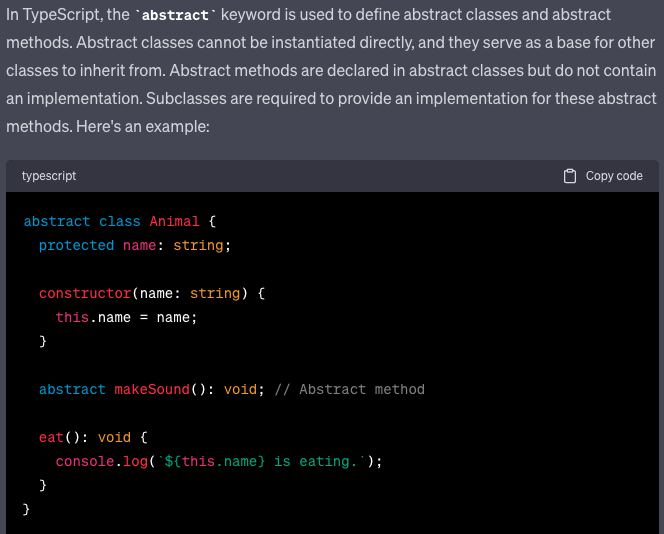 In TypeScript, the `abstract` keyword is used to define abstract classes and abstract
methods. Abstract classes cannot be instantiated directly, and they serve as a base for other
classes to inherit from. Abstract methods are declared in abstract classes but do not contain
an implementation. Subclasses are required to provide an implementation for these abstract
methods. Here's an example:
typescript Copy code
abstract class Animal {
  protected name: string;

  constructor(name: string) {
    this.name = name;
  }

  abstract makeSound(): void; // Abstract method

  eat(): void {
    console.log(`${this.name} is eating.`);
  }
}